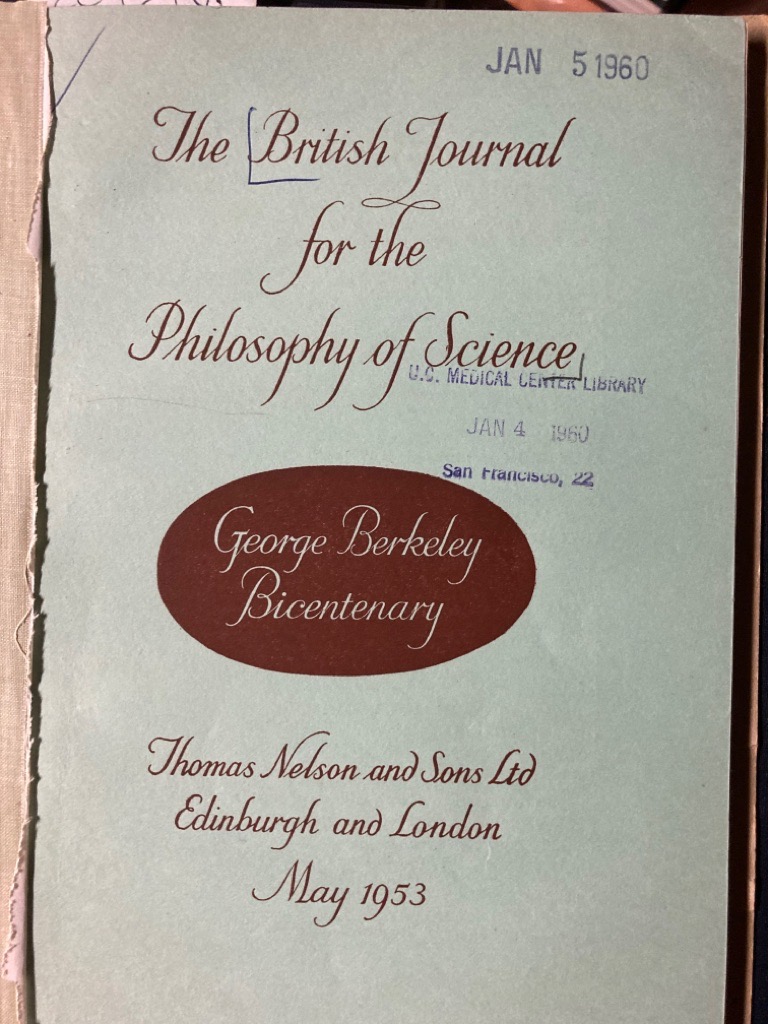 JAN 5 1960
The British Journal
for the
Philosophy of Science
U.C. MEDICAL CENTER LIBRARY
JAN 4 1960
San Francisco, 22
George Berkeley
Bicentenary
Thomas Nelson and Sons Ltd
Edinburgh and London
May 1953